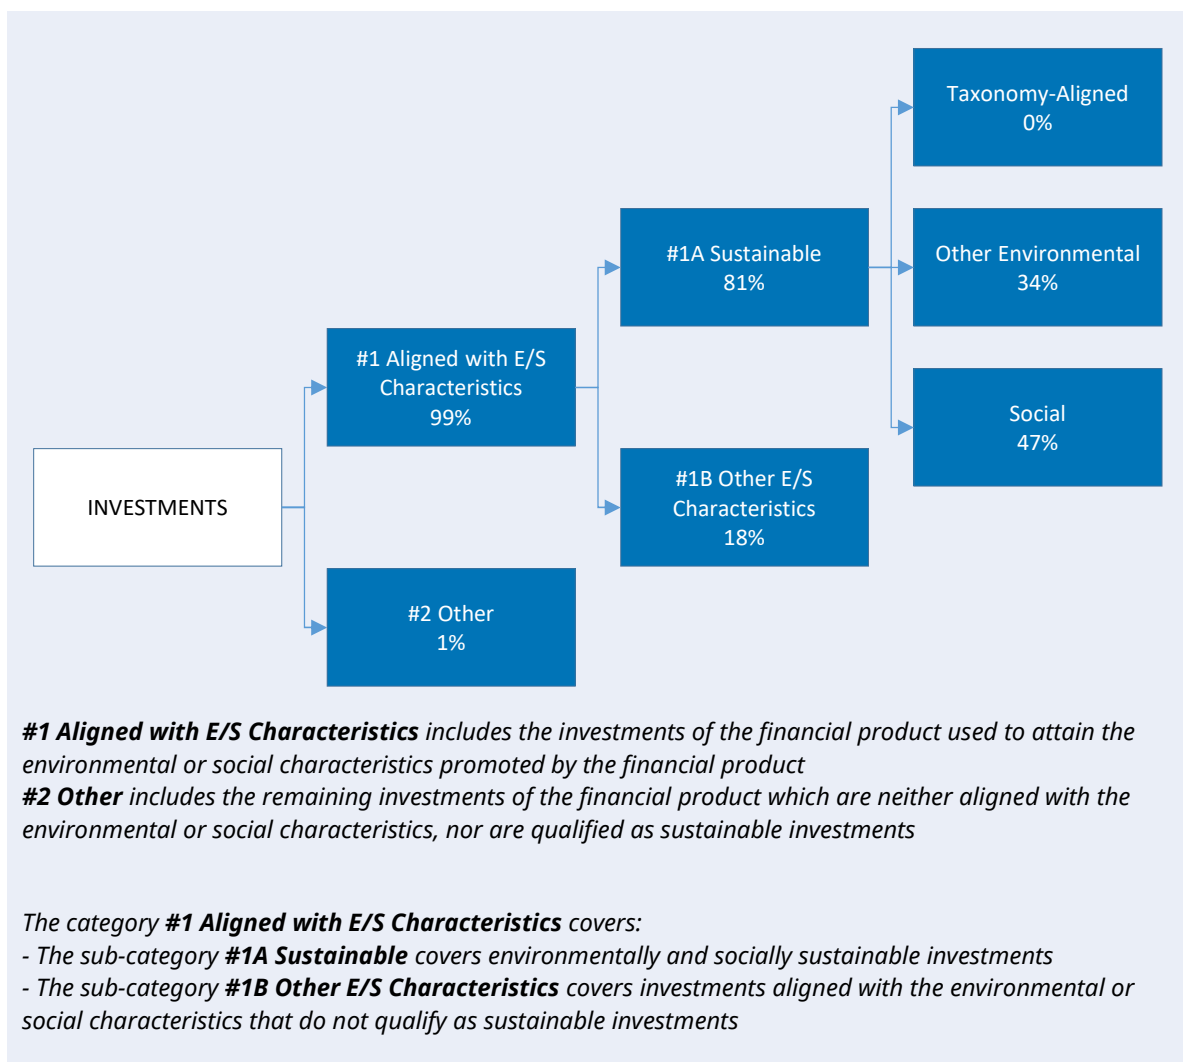 Taxonomy-Aligned
0%
#1A Sustainable
81%
Other Environmental
34%
#1 Aligned with E/S
Characteristics
99%
Social
47%
INVESTMENTS
#1B Other E/S
Characteristics
18%
#2 Other
1%
#1 Aligned with E/S Characteristics includes the investments of the financial product used to attain the
environmental or social characteristics promoted by the financial product
#2 Other includes the remaining investments of the financial product which are neither aligned with the
environmental or social characteristics, nor are qualified as sustainable investments
The category #1 Aligned with E/S Characteristics covers:
- The sub-category #1A Sustainable covers environmentally and socially sustainable investments
- The sub-category #1B Other E/S Characteristics covers investments aligned with the environmental or
social characteristics that do not qualify as sustainable investments